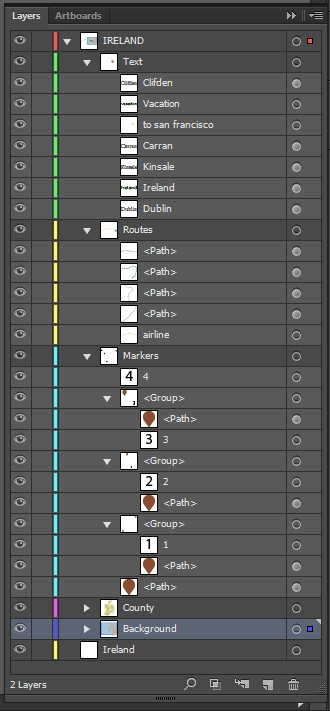 Layers Artboards
IRELAND
Text
Clifden
Vacation
to san francisco
Carran
Kinsale
Ireland
Dublin
Routes
<Path>
<Path>
<Path>
<Path>
airline
Markers
4 4
<Group>
<Path>
3 3
<Group>
2 2
<Path>
<Group>
1 1
<Path>
<Path>
County
Background
Ireland
2 Layers